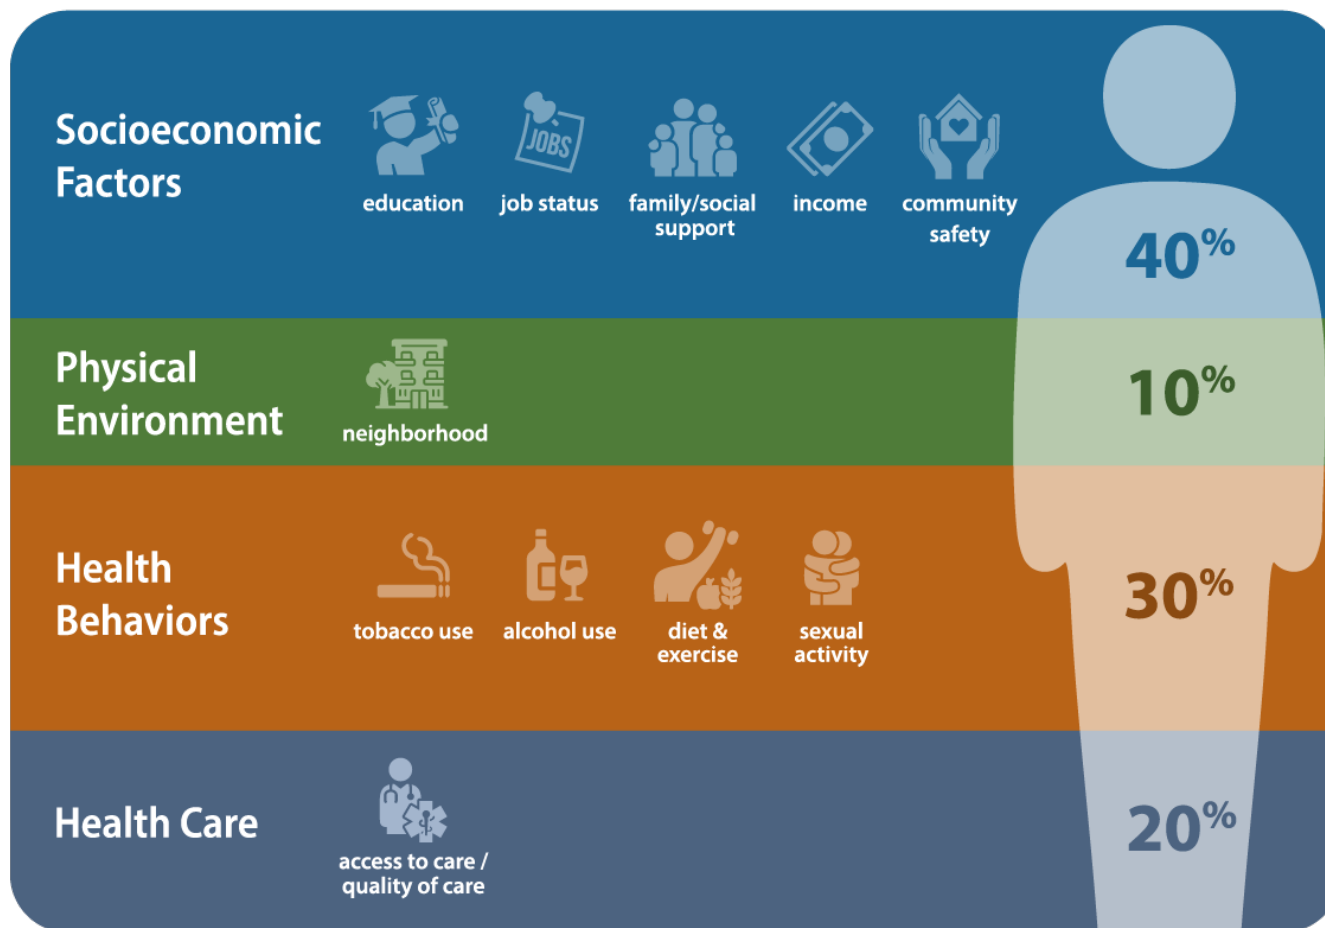 Socioeconomic
Factors
JOBS
education
job status
family/social
support
income
community
safety
40%
Physical
Environment
neighborhood
10%
Health
Behaviors
tobacco use
alcohol use
diet &
exercise
sexual
activity
30%
Health Care
access to care /
quality of care
20%